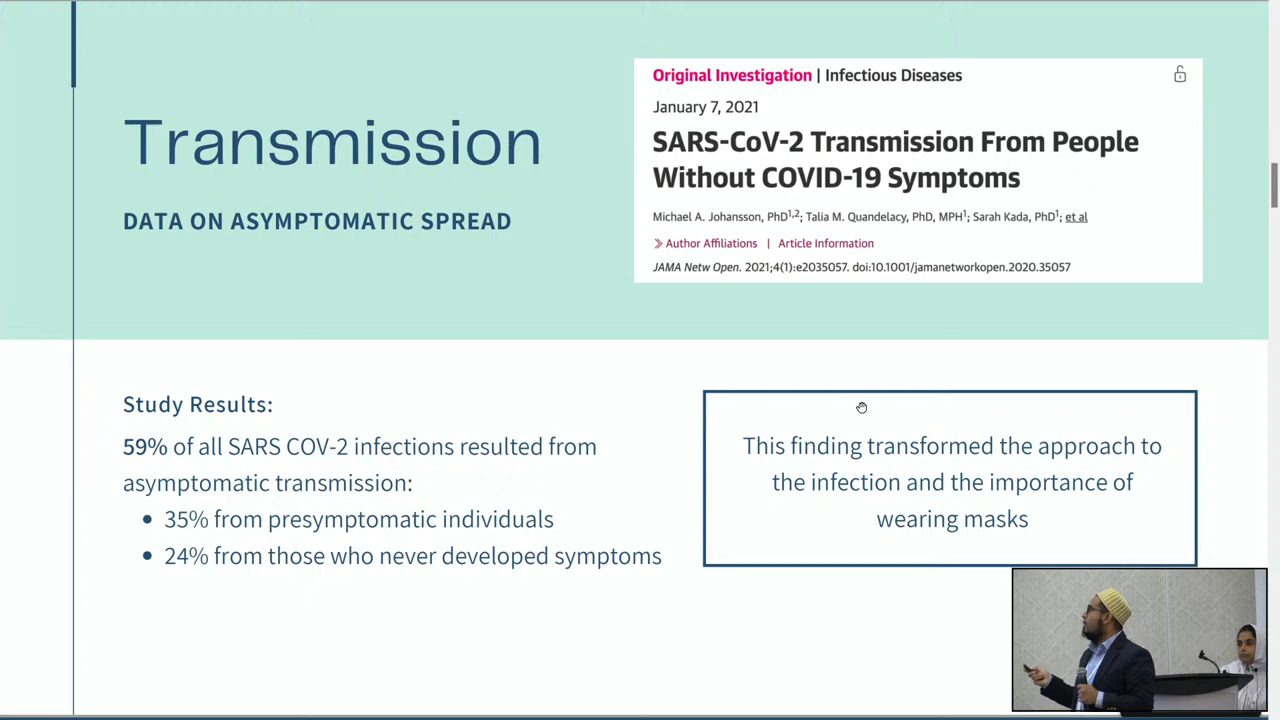 Transmission
DATA ON ASYMPTOMATIC SPREAD
Original Investigation | Infectious Diseases
January 7, 2021
SARS-CoV-2 Transmission From People
Without COVID-19 Symptoms
Michael A. Johansson, PhD1,2; Talia M. Quandelacy, PhD, MPH1; Sarah Kada, PhD1; et al
Author Affiliations | Article Information
JAMA Netw Open. 2021;4(1):e2035057. doi:10.1001/jamanetworkopen.2020.35057
Study Results:
59% of all SARS COV-2 infections resulted from
asymptomatic transmission:
• 35% from presymptomatic individuals
• 24% from those who never developed symptoms
This finding transformed the approach to
the infection and the importance of
wearing masks